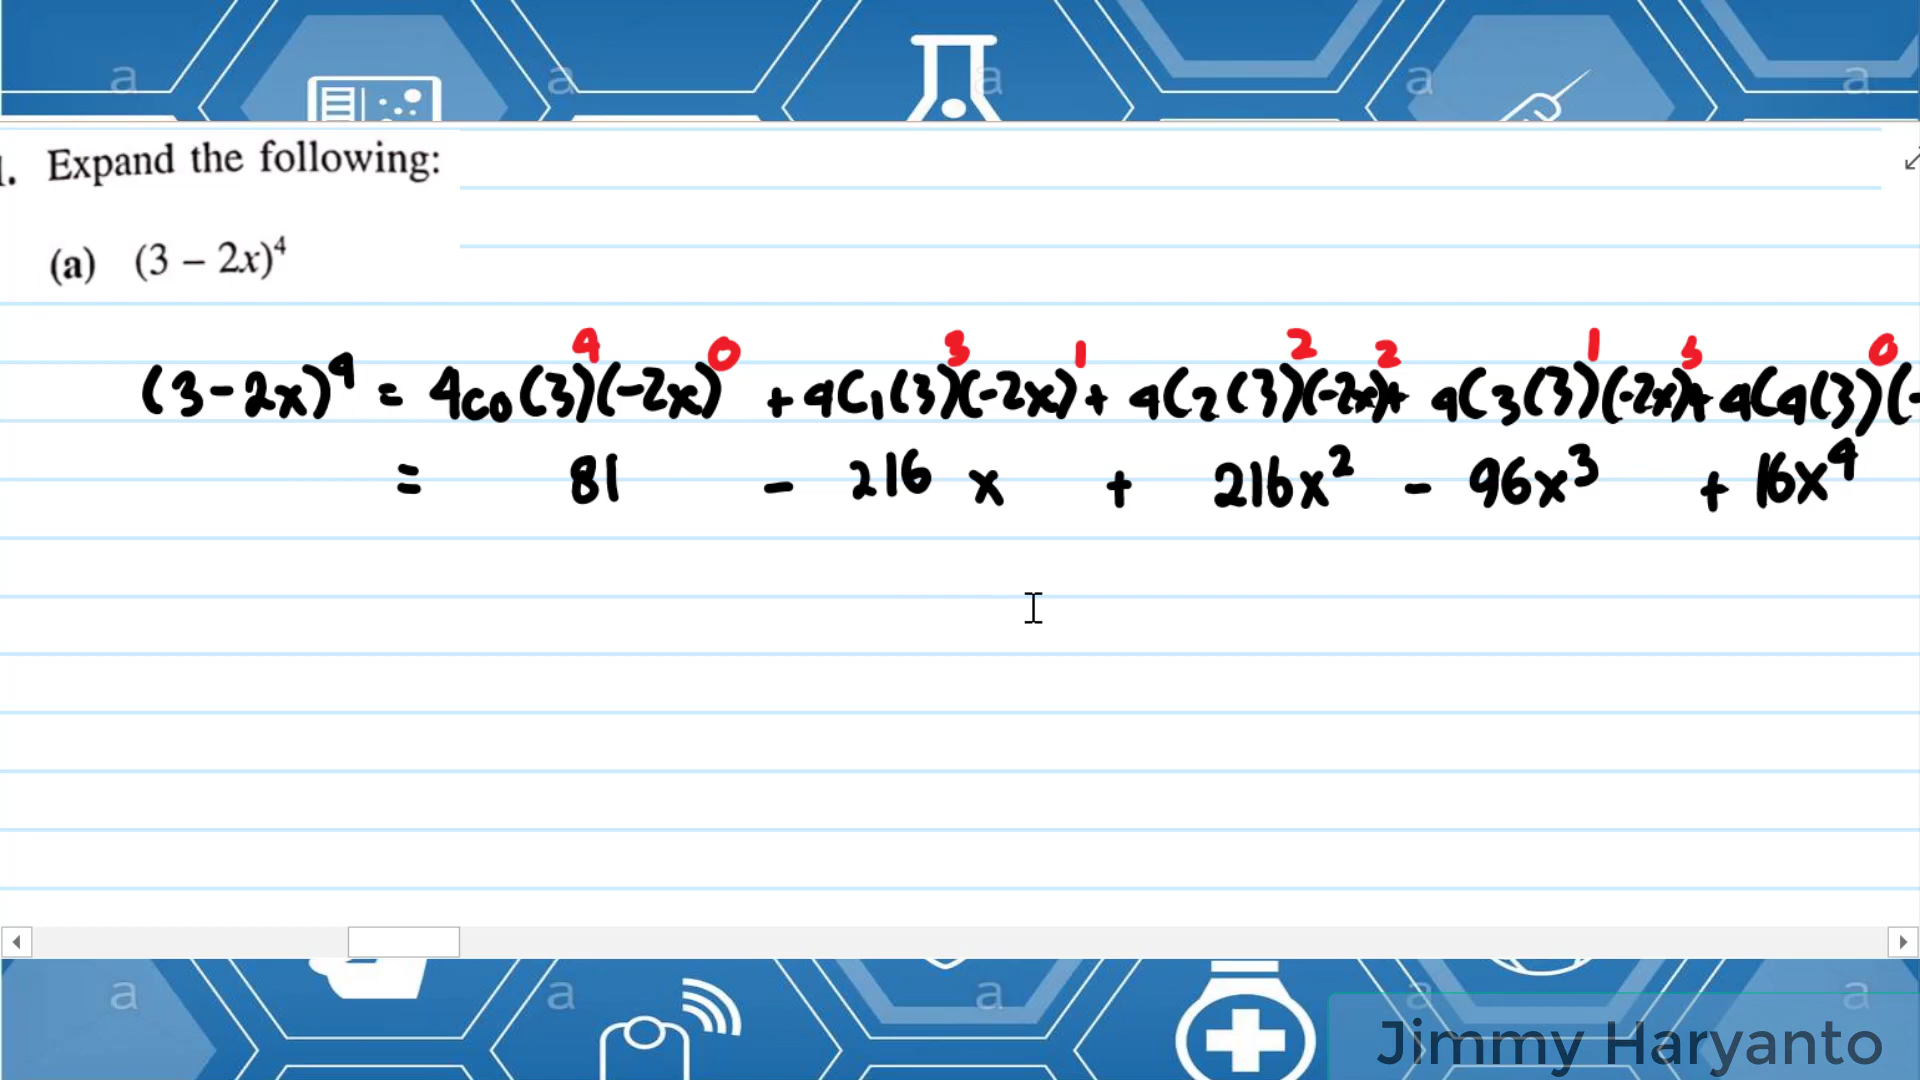 1. Expand the following:
(a) (3 – 2x)⁴
(3-2x)⁴ = 4C0(3)⁴(-2x)⁰ + 4C1(3)³(-2x)¹ + 4C2(3)²(-2x)² + 4C3(3)¹(-2x)³ + 4C4(3)⁰(-
= 81 - 216 x + 216x² - 96x³ + 16x⁴
Jimmy Haryanto